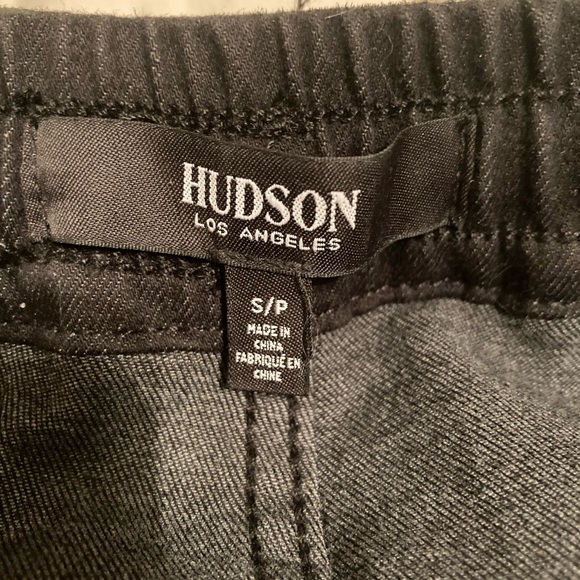 HUDSON
LOS ANGELES
S/P
MADE IN
CHINA
FABRIQUÉ EN
CHINE